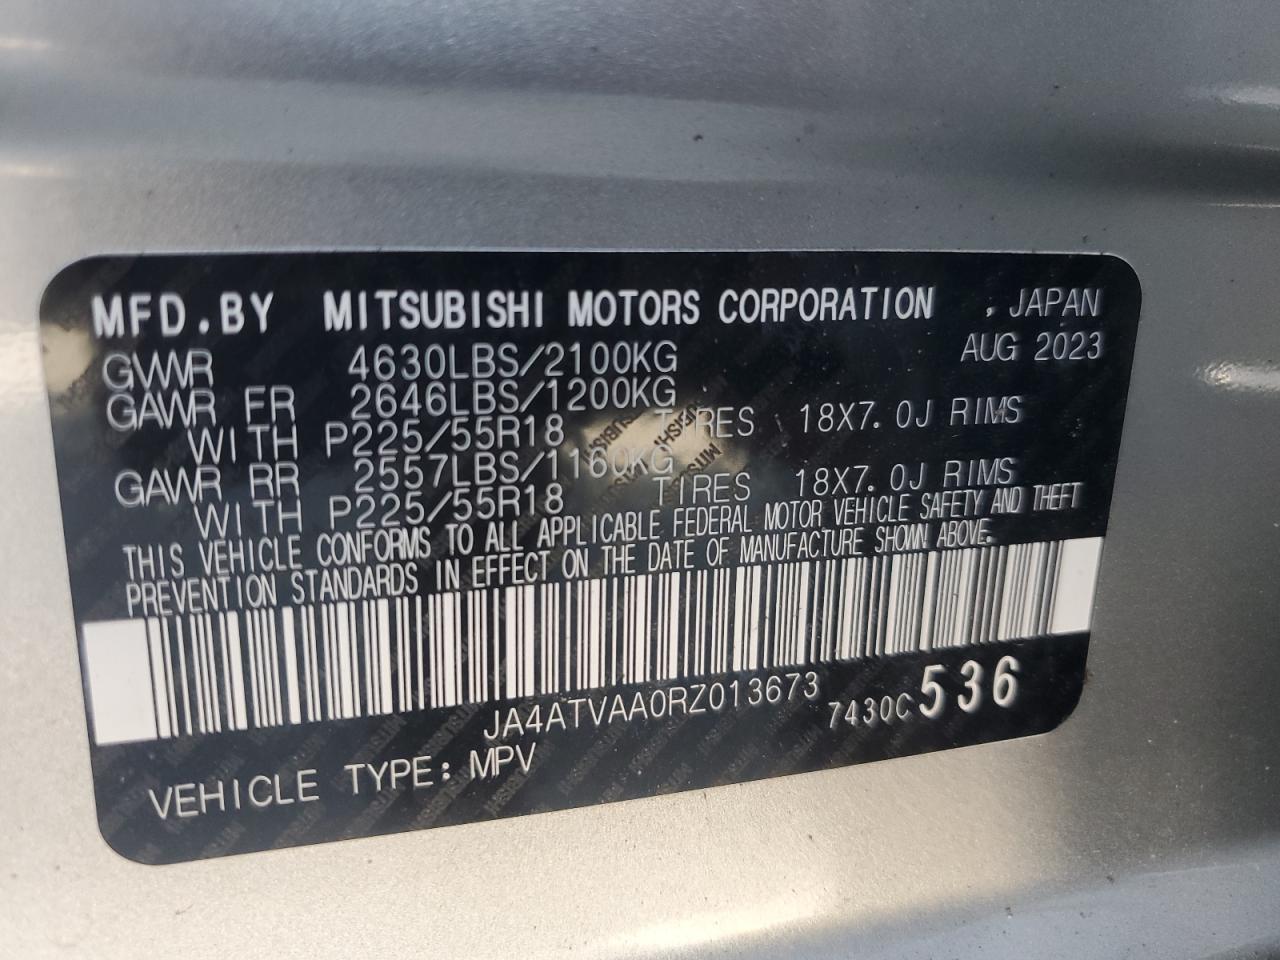 MFD.BY MITSUBISHI MOTORS CORPORATION , JAPAN
AUG 2023
GVWR 4630LBS/2100KG
GAWR FR 2646LBS/1200KG
WITH P225/55R18 TIRES 18X7.0J RIMS
GAWR RR 2557LBS/1160KG
WITH P225/55R18 TIRES 18X7.0J RIMS
THIS VEHICLE CONFORMS TO ALL APPLICABLE FEDERAL MOTOR VEHICLE SAFETY AND THEFT
PREVENTION STANDARDS IN EFFECT ON THE DATE OF MANUFACTURE SHOWN ABOVE.
JA4ATVAA0RZ013673
7430C 536
VEHICLE TYPE: MPV